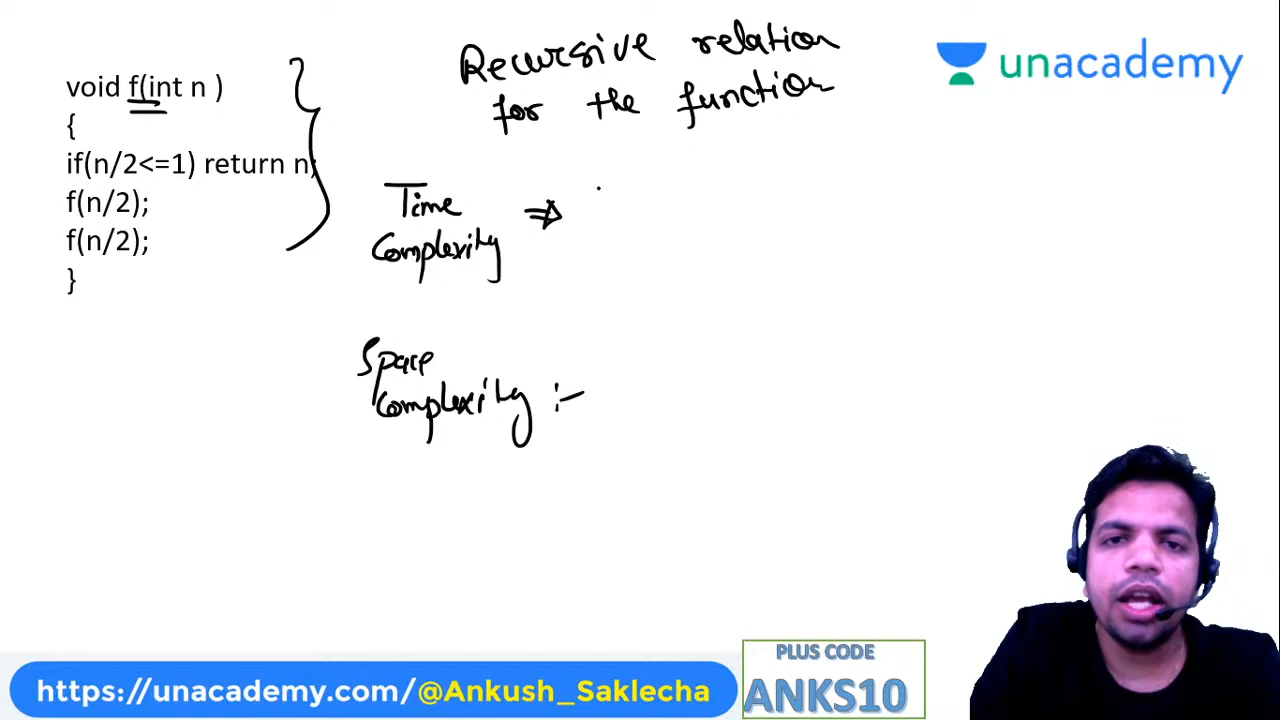 void f(int n )
{
if(n/2<=1) return n;
f(n/2);
f(n/2);
}
Recursive relation
for the function
unacademy
Time
Complexity ⇒
Space
Complexity :-
https://unacademy.com/@Ankush_Saklecha
PLUS CODE
ANKS10